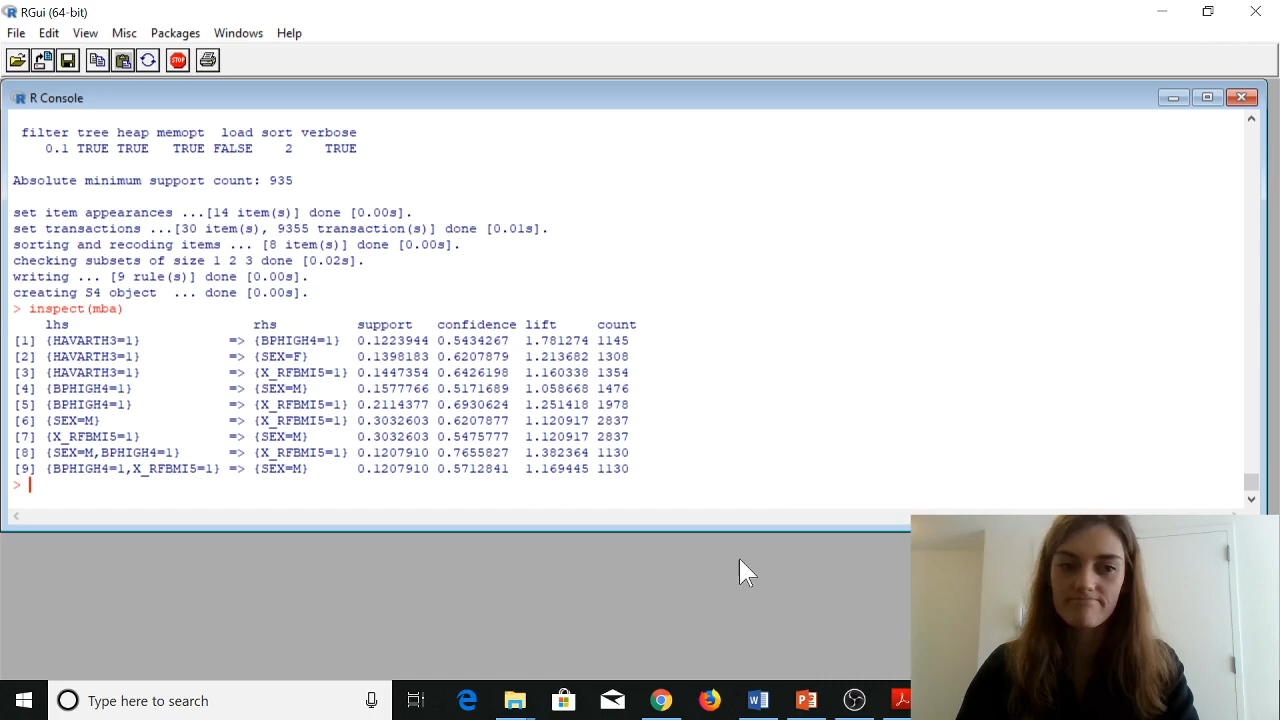 RGui (64-bit)
File Edit View Misc Packages Windows Help
STOP
R Console
filter tree heap memopt load sort verbose
0.1 TRUE TRUE TRUE FALSE 2 TRUE
Absolute minimum support count: 935
set item appearances ...[14 item(s)] done [0.00s].
set transactions ...[30 item(s), 9355 transaction(s)] done [0.01s].
sorting and recoding items ... [8 item(s)] done [0.00s].
checking subsets of size 1 2 3 done [0.02s].
writing ... [9 rule(s)] done [0.00s].
creating S4 object ... done [0.00s].
> inspect(mba)
lhs rhs support confidence lift count
[1] {HAVARTH3=1} => {BPHIGH4=1} 0.1223944 0.5434267 1.781274 1145
[2] {HAVARTH3=1} => {SEX=F} 0.1398183 0.6207879 1.213682 1308
[3] {HAVARTH3=1} => {X_RFBMI5=1} 0.1447354 0.6426198 1.160338 1354
[4] {BPHIGH4=1} => {SEX=M} 0.1577766 0.5171689 1.058668 1476
[5] {BPHIGH4=1} => {X_RFBMI5=1} 0.2114377 0.6930624 1.251418 1978
[6] {SEX=M} => {X_RFBMI5=1} 0.3032603 0.6207877 1.120917 2837
[7] {X_RFBMI5=1} => {SEX=M} 0.3032603 0.5475777 1.120917 2837
[8] {SEX=M,BPHIGH4=1} => {X_RFBMI5=1} 0.1207910 0.7655827 1.382364 1130
[9] {BPHIGH4=1,X_RFBMI5=1} => {SEX=M} 0.1207910 0.5712841 1.169445 1130
>
Type here to search